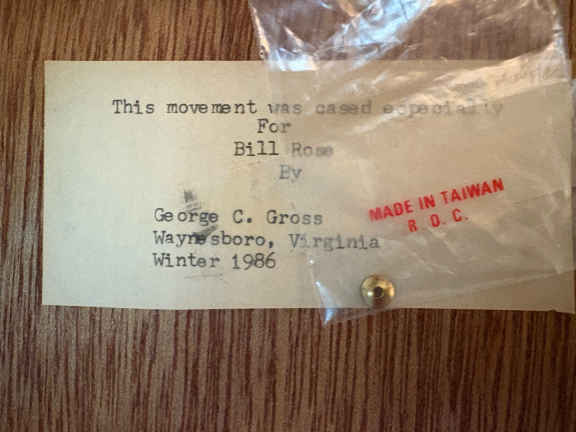 This movement was cased especially
For
Bill Rose
By
George C. Gross
Waynesboro, Virginia
Winter 1986
MADE IN TAIWAN
R. O. C.